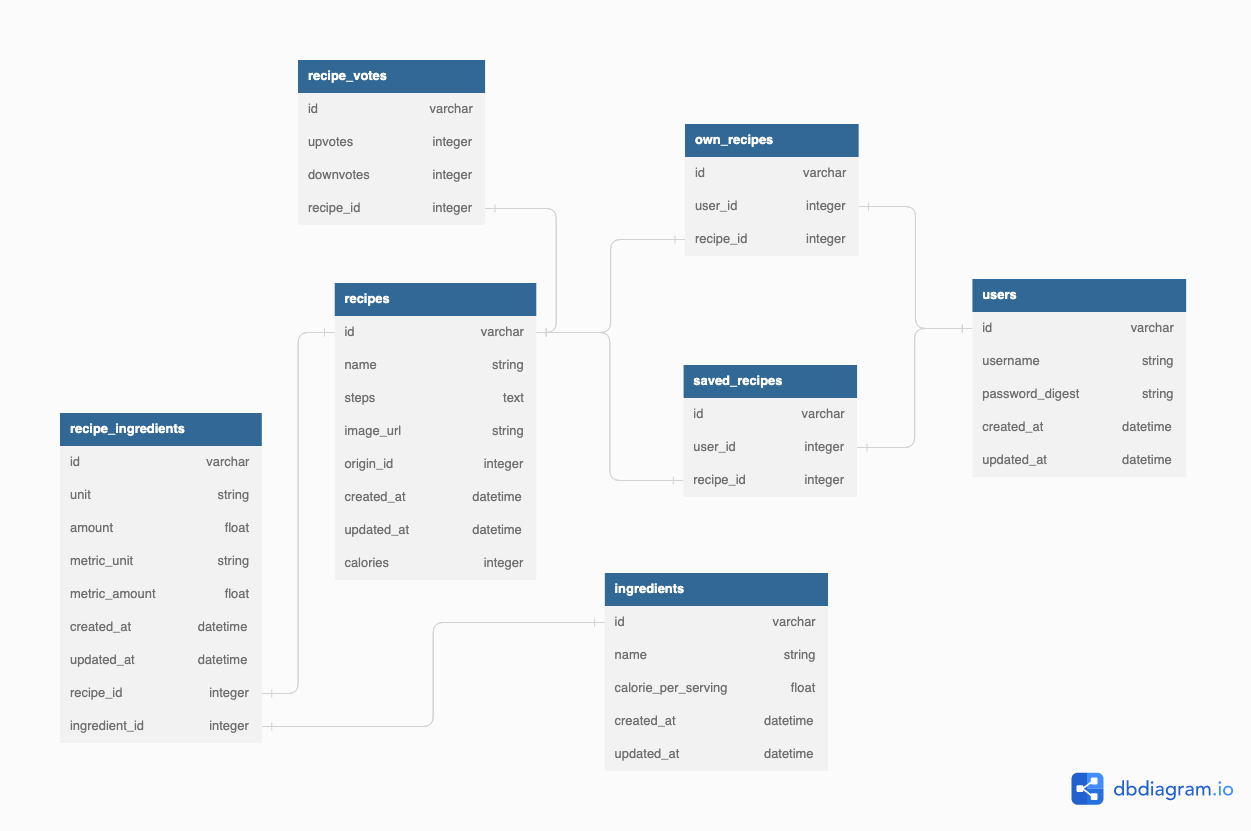 recipe_votes
id varchar
upvotes integer
downvotes integer
recipe_id integer
own_recipes
id varchar
user_id integer
recipe_id integer
recipes
id varchar
name string
steps text
image_url string
origin_id integer
created_at datetime
updated_at datetime
calories integer
users
id varchar
username string
password_digest string
created_at datetime
updated_at datetime
saved_recipes
id varchar
user_id integer
recipe_id integer
recipe_ingredients
id varchar
unit string
amount float
metric_unit string
metric_amount float
created_at datetime
updated_at datetime
recipe_id integer
ingredient_id integer
ingredients
id varchar
name string
calorie_per_serving float
created_at datetime
updated_at datetime
dbdiagram.io